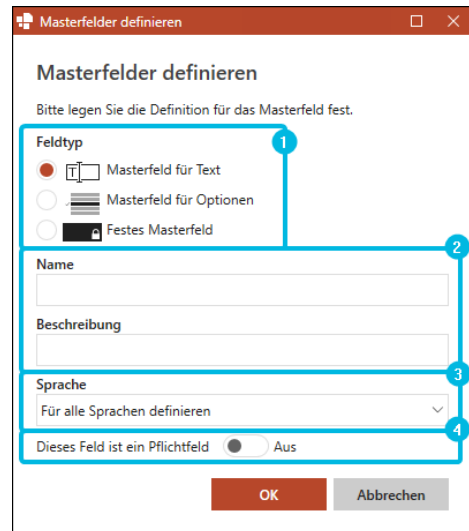 Masterfelder definieren
Masterfelder definieren
Bitte legen Sie die Definition für das Masterfeld fest.
1
Feldtyp
T Masterfeld für Text
Masterfeld für Optionen
Festes Masterfeld
2
Name
Beschreibung
3
Sprache
Für alle Sprachen definieren
4
Dieses Feld ist ein Pflichtfeld Aus
OK Abbrechen